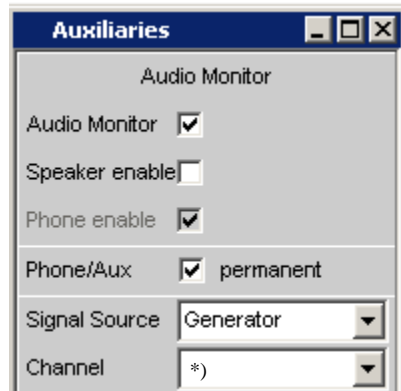 Auxiliaries
Audio Monitor
Audio Monitor
Speaker enable
Phone enable
Phone/Aux permanent
Signal Source Generator
Channel *)